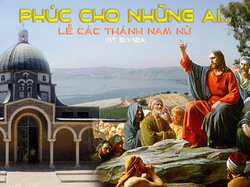 PHÚC CHO NHỮNG AI...
LỄ CÁC THÁNH NAM NỮ